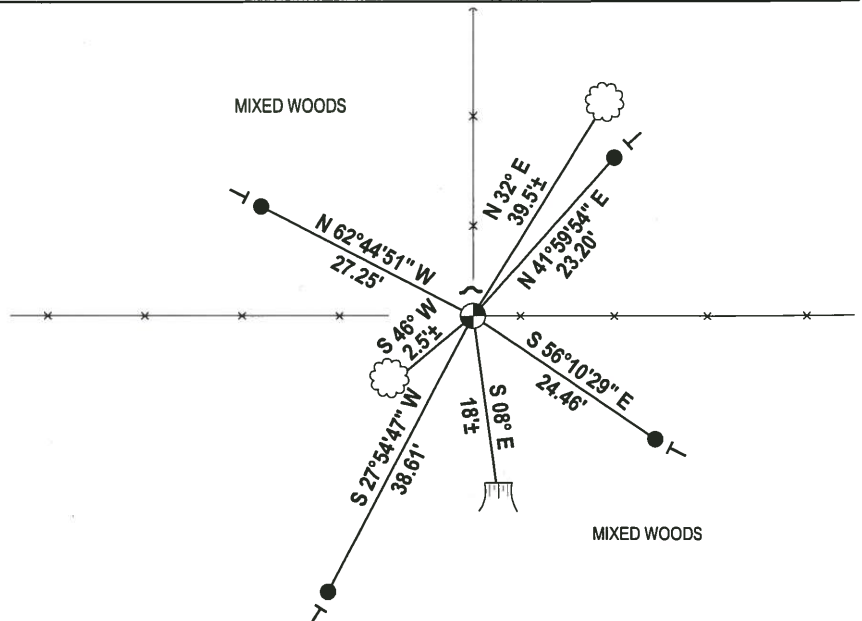 MIXED WOODS
N 32° E
39.5'±
N 41°59'54" E
23.20'
N 62°44'51" W
27.25'
S 46° W
2.5'±
S 56°10'29" E
24.46'
S 08° E
18'±
S 27°54'47" W
38.61'
MIXED WOODS